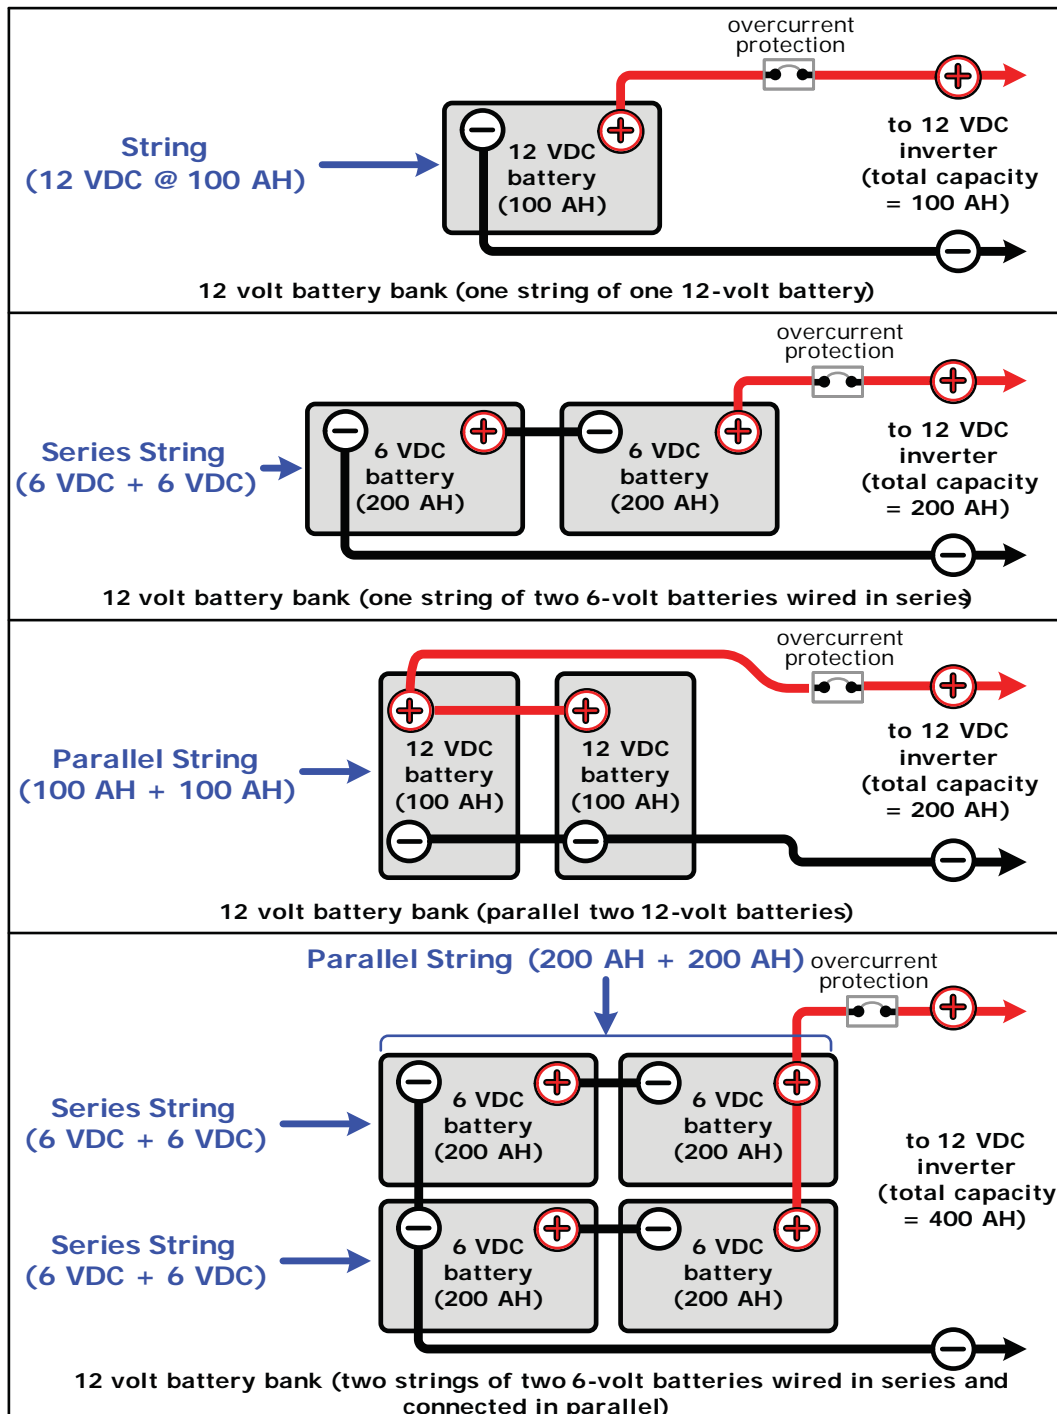 overcurrent
protection
String
(12 VDC @ 100 AH)
12 VDC
battery
(100 AH)
to 12 VDC
inverter
(total capacity
= 100 AH)
12 volt battery bank (one string of one 12-volt battery)
overcurrent
protection
Series String
(6 VDC + 6 VDC)
6 VDC
battery
(200 AH)
6 VDC
battery
(200 AH)
to 12 VDC
inverter
(total capacity
= 200 AH)
12 volt battery bank (one string of two 6-volt batteries wired in series)
overcurrent
protection
Parallel String
(100 AH + 100 AH)
12 VDC
battery
(100 AH)
12 VDC
battery
(100 AH)
to 12 VDC
inverter
(total capacity
= 200 AH)
12 volt battery bank (parallel two 12-volt batteries)
Parallel String (200 AH + 200 AH)
overcurrent
protection
Series String
(6 VDC + 6 VDC)
6 VDC
battery
(200 AH)
6 VDC
battery
(200 AH)
to 12 VDC
inverter
(total capacity
= 400 AH)
Series String
(6 VDC + 6 VDC)
6 VDC
battery
(200 AH)
6 VDC
battery
(200 AH)
12 volt battery bank (two strings of two 6-volt batteries wired in series and
connected in parallel)